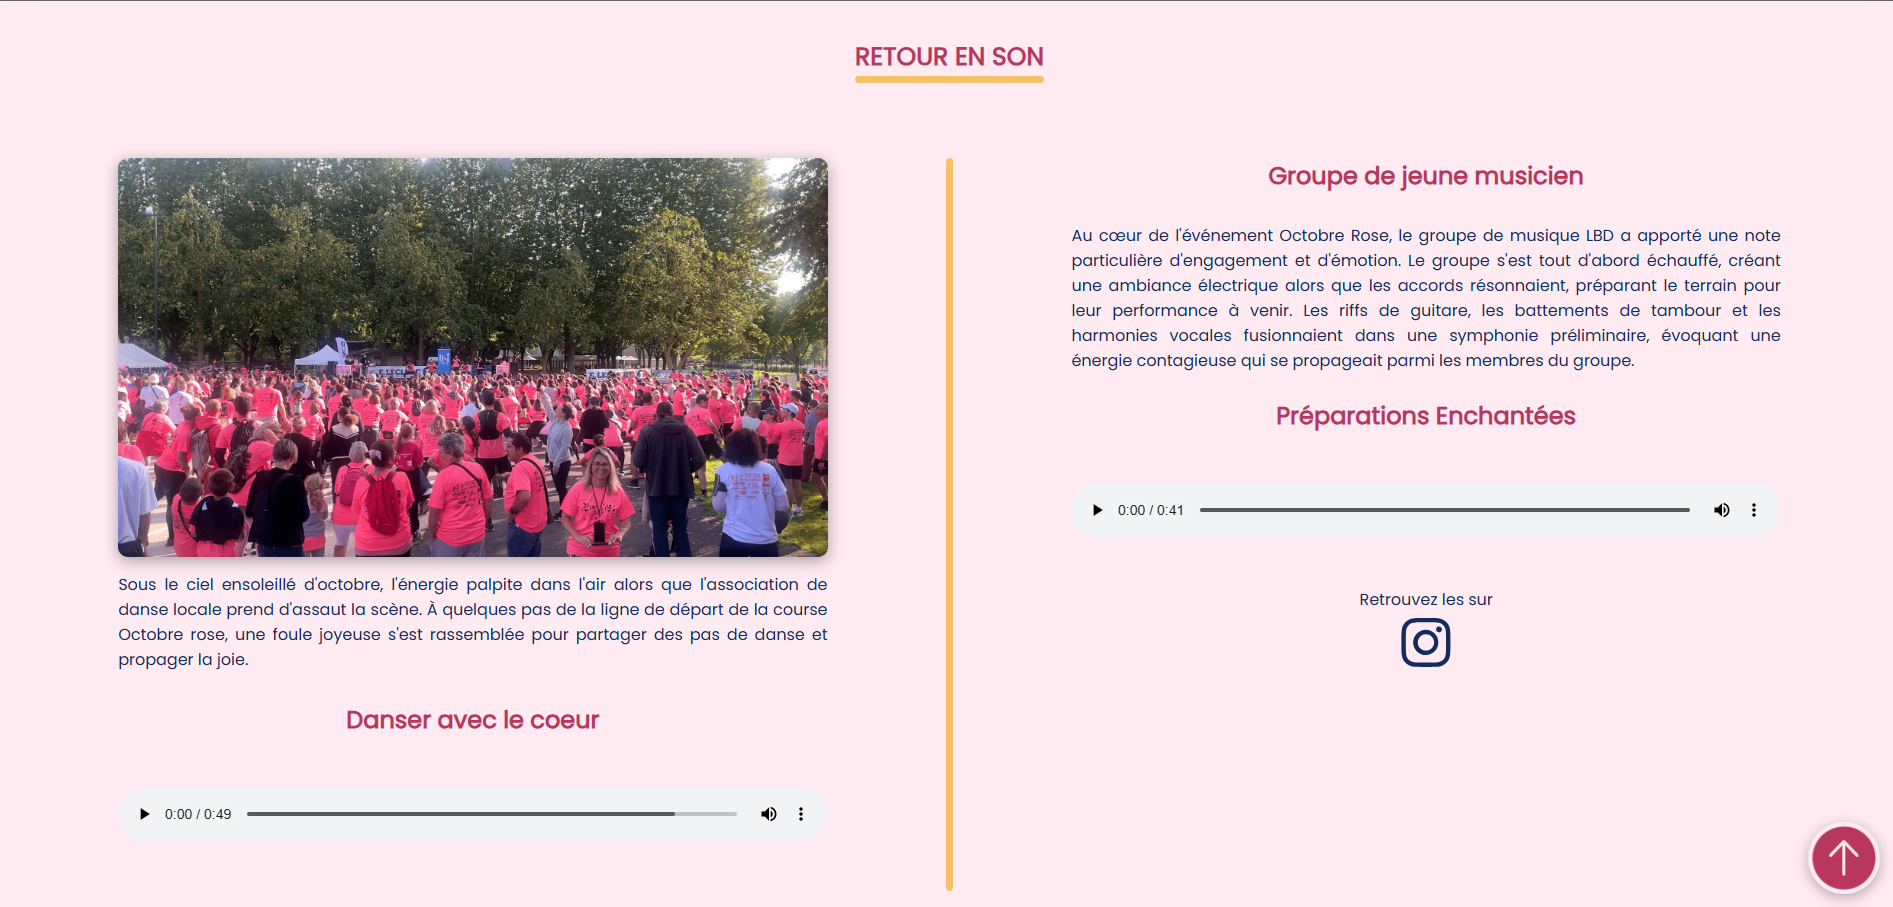 RETOUR EN SON
Sous le ciel ensoleillé d'octobre, l'énergie palpite dans l'air alors que l'association de
danse locale prend d'assaut la scène. À quelques pas de la ligne de départ de la course
Octobre rose, une foule joyeuse s'est rassemblée pour partager des pas de danse et
propager la joie.
Danser avec le coeur
0:00 / 0:49
Groupe de jeune musicien
Au cœur de l'événement Octobre Rose, le groupe de musique LBD a apporté une note
particulière d'engagement et d'émotion. Le groupe s'est tout d'abord échauffé, créant
une ambiance électrique alors que les accords résonnaient, préparant le terrain pour
leur performance à venir. Les riffs de guitare, les battements de tambour et les
harmonies vocales fusionnaient dans une symphonie préliminaire, évoquant une
énergie contagieuse qui se propageait parmi les membres du groupe.
Préparations Enchantées
0:00 / 0:41
Retrouvez les sur